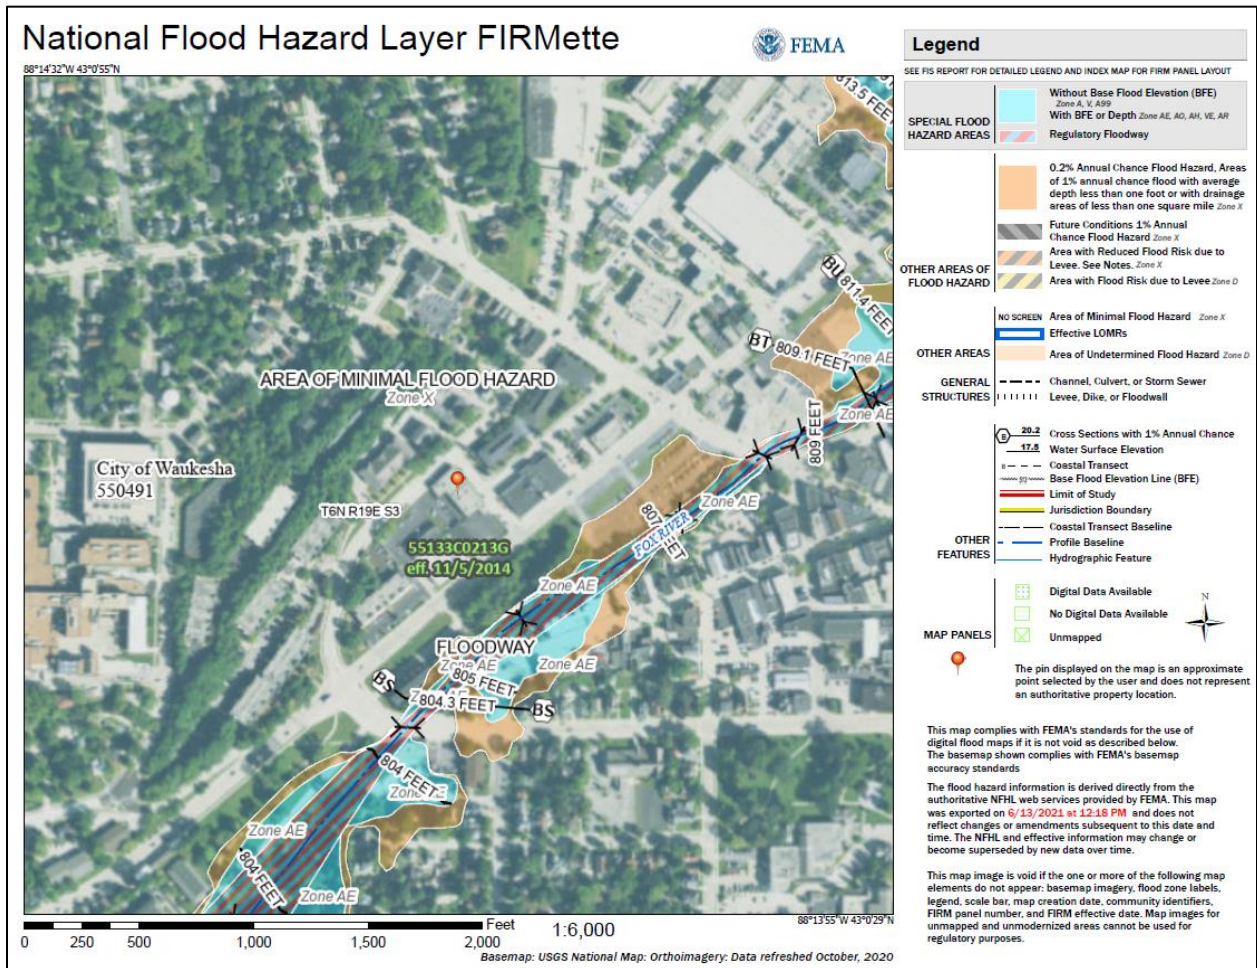 National Flood Hazard Layer FIRMette
FEMA
88°14'32"W 43°0'55"N
813.5 FEET
BU
811.4 FEET
BT
809.1 FEET
Zone AE
Zone AE
AREA OF MINIMAL FLOOD HAZARD
Zone X
809 FEET
City of Waukesha
550491
T6N R19E S3
Zone AE
FOX RIVER
55133C0213G
eff. 11/5/2014
Zone AE
FLOODWAY
Zone AE
Zone AE
805 FEET
BS
804.3 FEET
BS
804 FEET
Zone AE
804 FEET
Zone AE
88°13'55"W 43°0'29"N
Feet
1:6,000
0 250 500 1,000 1,500 2,000
Basemap: USGS National Map: Orthoimagery: Data refreshed October, 2020
Legend
SEE FIS REPORT FOR DETAILED LEGEND AND INDEX MAP FOR FIRM PANEL LAYOUT
SPECIAL FLOOD
HAZARD AREAS
Without Base Flood Elevation (BFE)
Zone A, V, A99
With BFE or Depth Zone AE, AO, AH, VE, AR
Regulatory Floodway
OTHER AREAS OF
FLOOD HAZARD
0.2% Annual Chance Flood Hazard, Areas
of 1% annual chance flood with average
depth less than one foot or with drainage
areas of less than one square mile Zone X
Future Conditions 1% Annual
Chance Flood Hazard Zone X
Area with Reduced Flood Risk due to
Levee. See Notes. Zone X
Area with Flood Risk due to Levee Zone D
OTHER AREAS
NO SCREEN Area of Minimal Flood Hazard Zone X
Effective LOMRs
Area of Undetermined Flood Hazard Zone D
GENERAL
STRUCTURES
Channel, Culvert, or Storm Sewer
Levee, Dike, or Floodwall
OTHER
FEATURES
B 20.2 Cross Sections with 1% Annual Chance
17.5 Water Surface Elevation
Coastal Transect
Base Flood Elevation Line (BFE)
Limit of Study
Jurisdiction Boundary
Coastal Transect Baseline
Profile Baseline
Hydrographic Feature
MAP PANELS
Digital Data Available
No Digital Data Available
Unmapped
N
The pin displayed on the map is an approximate
point selected by the user and does not represent
an authoritative property location.
This map complies with FEMA's standards for the use of
digital flood maps if it is not void as described below.
The basemap shown complies with FEMA's basemap
accuracy standards
The flood hazard information is derived directly from the
authoritative NFHL web services provided by FEMA. This map
was exported on 6/13/2021 at 12:18 PM and does not
reflect changes or amendments subsequent to this date and
time. The NFHL and effective information may change or
become superseded by new data over time.
This map image is void if the one or more of the following map
elements do not appear: basemap imagery, flood zone labels,
legend, scale bar, map creation date, community identifiers,
FIRM panel number, and FIRM effective date. Map images for
unmapped and unmodernized areas cannot be used for
regulatory purposes.